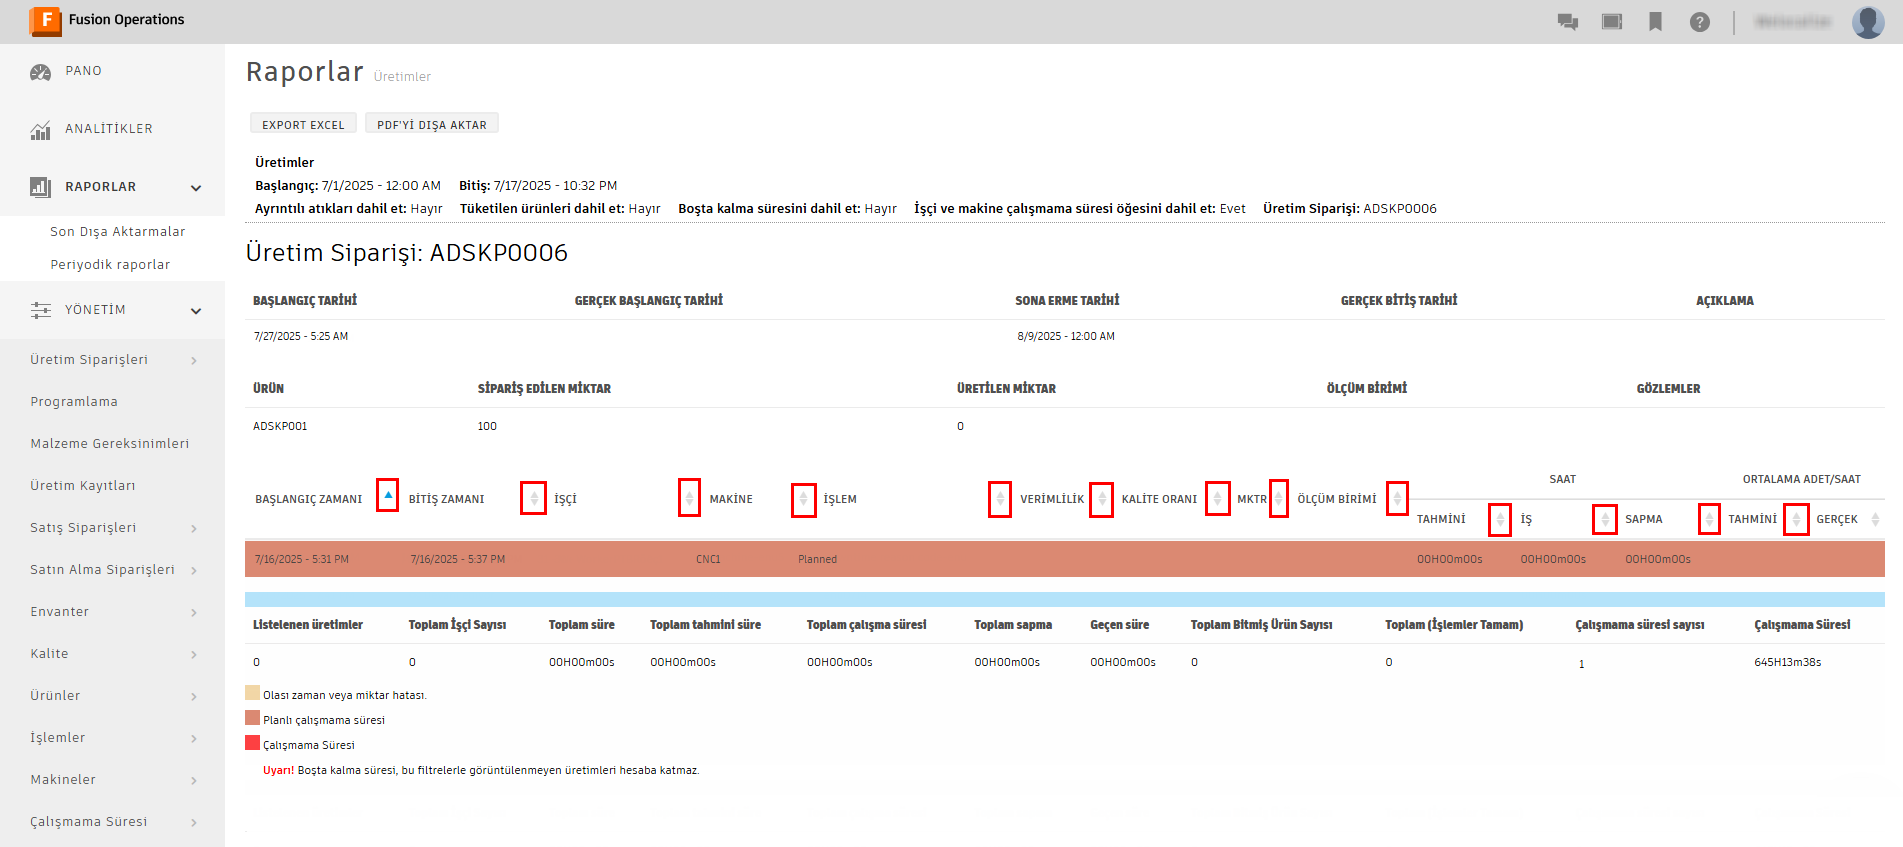 Fusion Operations
PANO
ANALİTİKLER
RAPORLAR
Son Dışa Aktarmalar
Periyodik raporlar
YÖNETİM
Üretim Siparişleri
Programlama
Malzeme Gereksinimleri
Üretim Kayıtları
Satış Siparişleri
Satın Alma Siparişleri
Envanter
Kalite
Ürünler
İşlemler
Makineler
Çalışmama Süresi
Raporlar Üretimler
EXPORT EXCEL PDF'Yİ DIŞA AKTAR
Üretimler
Başlangıç: 7/1/2025 - 12:00 AM Bitiş: 7/17/2025 - 10:32 PM
Ayrıntılı atıkları dahil et: Hayır Tüketilen ürünleri dahil et: Hayır Boşta kalma süresini dahil et: Hayır İşçi ve makine çalışmama süresi öğesini dahil et: Evet Üretim Siparişi: ADSKP0006
Üretim Siparişi: ADSKP0006
BAŞLANGIÇ TARİHİ GERÇEK BAŞLANGIÇ TARİHİ SONA ERME TARİHİ GERÇEK BİTİŞ TARİHİ AÇIKLAMA
7/27/2025 - 5:25 AM 8/9/2025 - 12:00 AM
ÜRÜN SİPARİŞ EDİLEN MİKTAR ÜRETİLEN MİKTAR ÖLÇÜM BİRİMİ GÖZLEMLER
ADSKP001 100 0
SAAT ORTALAMA ADET/SAAT
BAŞLANGIÇ ZAMANI BİTİŞ ZAMANI İŞÇİ MAKİNE İŞLEM VERİMLİLİK KALİTE ORANI MKTR ÖLÇÜM BİRİMİ
TAHMİNİ İŞ SAPMA TAHMİNİ GERÇEK
7/16/2025 - 5:31 PM 7/16/2025 - 5:37 PM CNC1 Planned 00H00m00s 00H00m00s 00H00m00s
Listelenen üretimler Toplam İşçi Sayısı Toplam süre Toplam tahmini süre Toplam çalışma süresi Toplam sapma Geçen süre Toplam Bitmiş Ürün Sayısı Toplam (İşlemler Tamam) Çalışmama süresi sayısı Çalışmama Süresi
0 0 00H00m00s 00H00m00s 00H00m00s 00H00m00s 00H00m00s 0 0 1 645H13m38s
Olası zaman veya miktar hatası.
Planlı çalışmama süresi
Çalışmama Süresi
Uyarı! Boşta kalma süresi, bu filtrelerle görüntülenmeyen üretimleri hesaba katmaz.